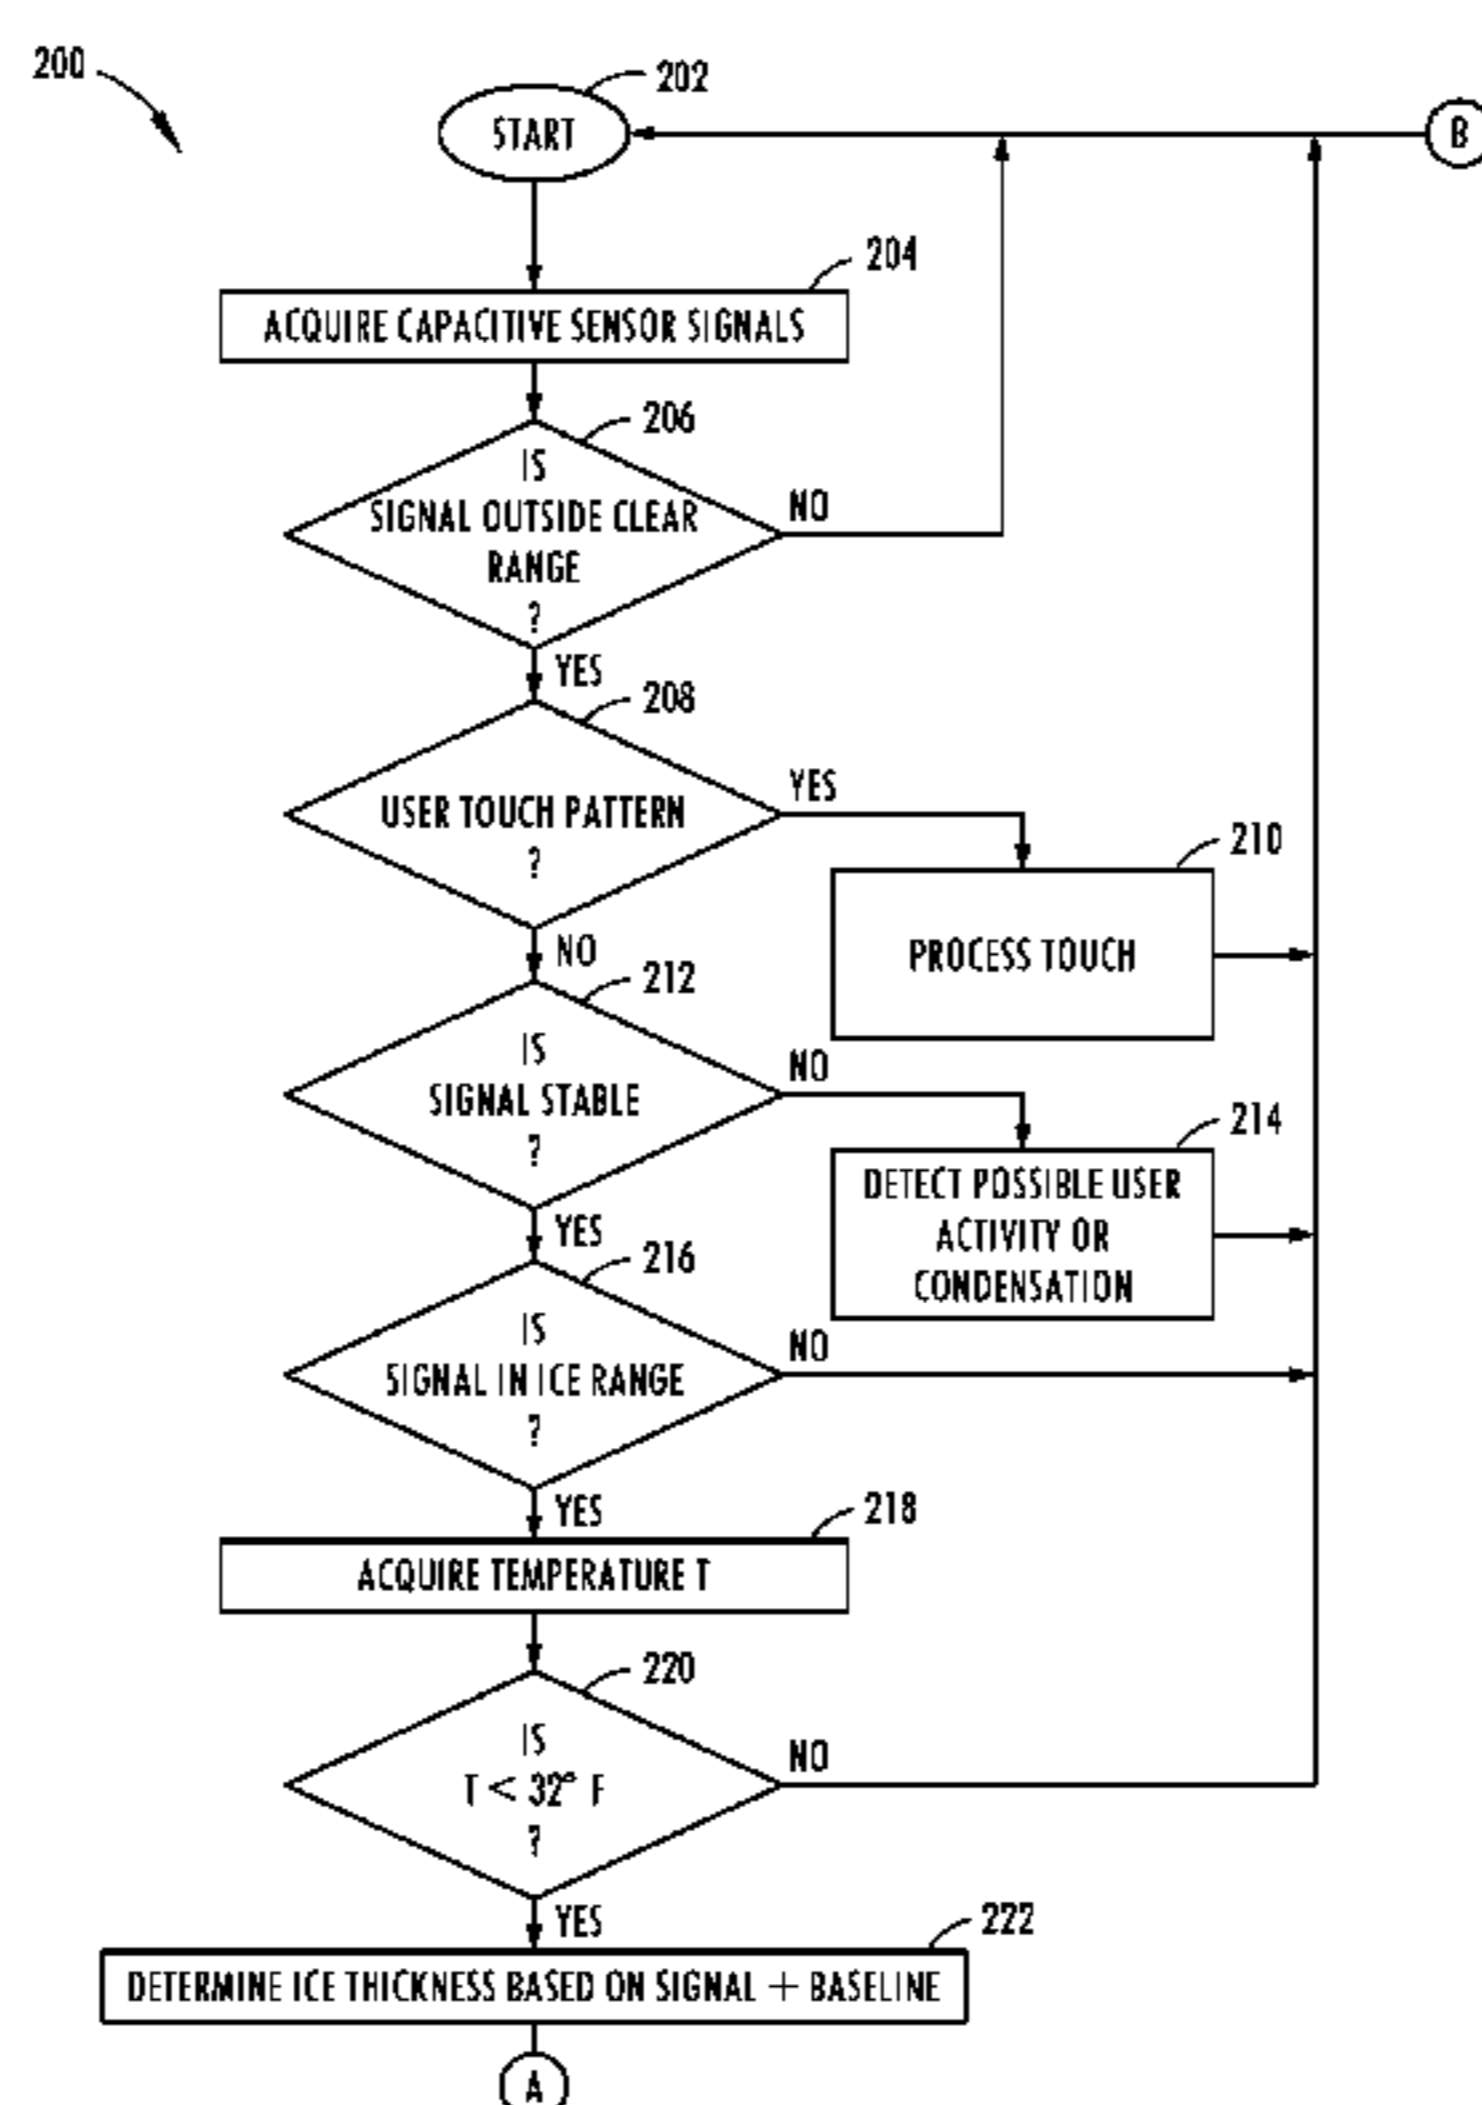 200
202
START
B
204
ACQUIRE CAPACITIVE SENSOR SIGNALS
206
IS
SIGNAL OUTSIDE CLEAR
RANGE
?
NO
YES
208
USER TOUCH PATTERN
?
YES
210
PROCESS TOUCH
NO
212
IS
SIGNAL STABLE
?
NO
214
DETECT POSSIBLE USER
ACTIVITY OR
CONDENSATION
YES
216
IS
SIGNAL IN ICE RANGE
?
NO
YES
218
ACQUIRE TEMPERATURE T
220
IS
T < 32° F
?
NO
YES
222
DETERMINE ICE THICKNESS BASED ON SIGNAL + BASELINE
A